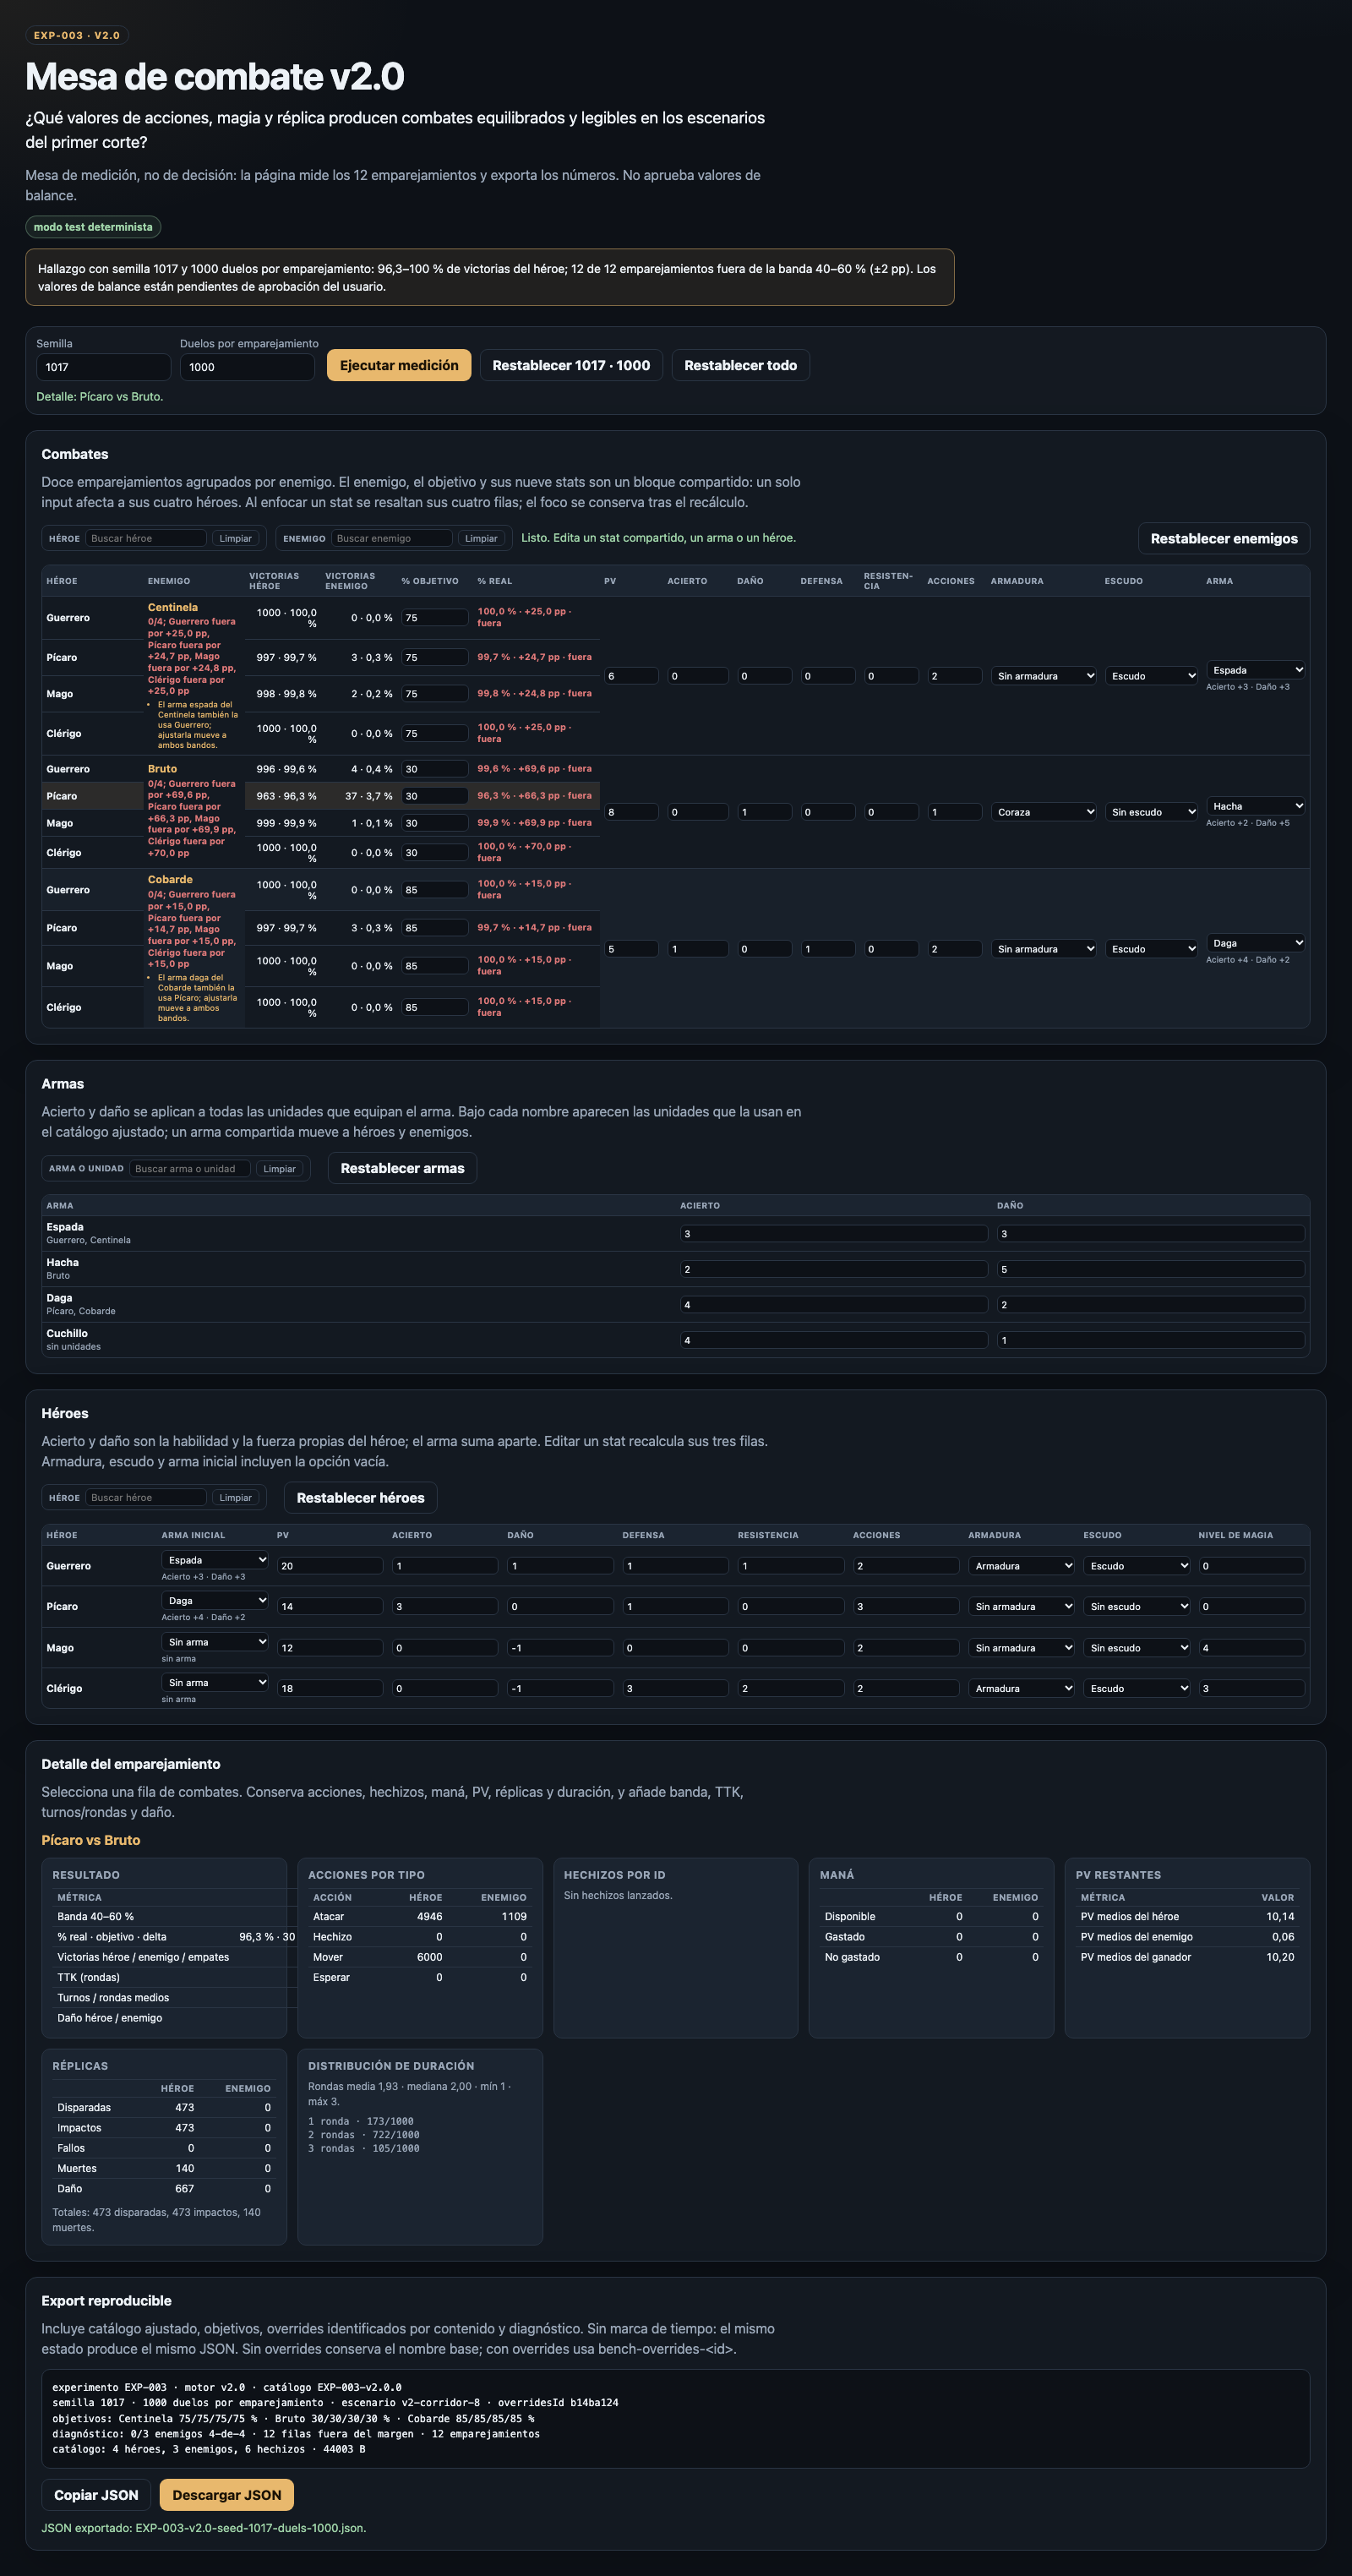 EXP-003 · V2.0
Mesa de combate v2.0
¿Qué valores de acciones, magia y réplica producen combates equilibrados y legibles en los escenarios
del primer corte?
Mesa de medición, no de decisión: la página mide los 12 emparejamientos y exporta los números. No aprueba valores de
balance.
modo test determinista
Hallazgo con semilla 1017 y 1000 duelos por emparejamiento: 96,3–100 % de victorias del héroe; 12 de 12 emparejamientos fuera de la banda 40–60 % (±2 pp). Los
valores de balance están pendientes de aprobación del usuario.
Semilla
Duelos por emparejamiento
1017
1000
Ejecutar medición
Restablecer 1017 · 1000
Restablecer todo
Detalle: Pícaro vs Bruto.
Combates
Doce emparejamientos agrupados por enemigo. El enemigo, el objetivo y sus nueve stats son un bloque compartido: un solo
input afecta a sus cuatro héroes. Al enfocar un stat se resaltan sus cuatro filas; el foco se conserva tras el recálculo.
HÉROE Buscar héroe Limpiar
ENEMIGO Buscar enemigo Limpiar
Listo. Edita un stat compartido, un arma o un héroe.
Restablecer enemigos
HÉROE ENEMIGO VICTORIAS HÉROE VICTORIAS ENEMIGO % OBJETIVO % REAL PV ACIERTO DAÑO DEFENSA RESISTEN-CIA ACCIONES ARMADURA ESCUDO ARMA
Centinela
0/4; Guerrero fuera
por +25,0 pp,
Pícaro fuera por
+24,7 pp, Mago
fuera por +24,8 pp,
Clérigo fuera por
+25,0 pp
El arma espada del
Centinela también la
usa Guerrero;
ajustarla mueve a
ambos bandos.
Guerrero 1000 · 100,0 % 0 · 0,0 % 75 100,0 % · +25,0 pp · fuera
Pícaro 997 · 99,7 % 3 · 0,3 % 75 99,7 % · +24,7 pp · fuera
Mago 998 · 99,8 % 2 · 0,2 % 75 99,8 % · +24,8 pp · fuera
Clérigo 1000 · 100,0 % 0 · 0,0 % 75 100,0 % · +25,0 pp · fuera
6 0 0 0 0 2 Sin armadura Escudo Espada
Acierto +3 · Daño +3
Bruto
0/4; Guerrero fuera
por +69,6 pp,
Pícaro fuera por
+66,3 pp, Mago
fuera por +69,9 pp,
Clérigo fuera por
+70,0 pp
Guerrero 996 · 99,6 % 4 · 0,4 % 30 99,6 % · +69,6 pp · fuera
Pícaro 963 · 96,3 % 37 · 3,7 % 30 96,3 % · +66,3 pp · fuera
Mago 999 · 99,9 % 1 · 0,1 % 30 99,9 % · +69,9 pp · fuera
Clérigo 1000 · 100,0 % 0 · 0,0 % 30 100,0 % · +70,0 pp · fuera
8 0 1 0 0 1 Coraza Sin escudo Hacha
Acierto +2 · Daño +5
Cobarde
0/4; Guerrero fuera
por +15,0 pp,
Pícaro fuera por
+14,7 pp, Mago
fuera por +15,0 pp,
Clérigo fuera por
+15,0 pp
El arma daga del
Cobarde también la
usa Pícaro; ajustarla
mueve a ambos
bandos.
Guerrero 1000 · 100,0 % 0 · 0,0 % 85 100,0 % · +15,0 pp · fuera
Pícaro 997 · 99,7 % 3 · 0,3 % 85 99,7 % · +14,7 pp · fuera
Mago 1000 · 100,0 % 0 · 0,0 % 85 100,0 % · +15,0 pp · fuera
Clérigo 1000 · 100,0 % 0 · 0,0 % 85 100,0 % · +15,0 pp · fuera
5 1 0 1 0 2 Sin armadura Escudo Daga
Acierto +4 · Daño +2
Armas
Acierto y daño se aplican a todas las unidades que equipan el arma. Bajo cada nombre aparecen las unidades que la usan en
el catálogo ajustado; un arma compartida mueve a héroes y enemigos.
ARMA O UNIDAD Buscar arma o unidad Limpiar
Restablecer armas
ARMA ACIERTO DAÑO
Espada 3 3
Guerrero, Centinela
Hacha 2 5
Bruto
Daga 4 2
Pícaro, Cobarde
Cuchillo 4 1
sin unidades
Héroes
Acierto y daño son la habilidad y la fuerza propias del héroe; el arma suma aparte. Editar un stat recalcula sus tres filas.
Armadura, escudo y arma inicial incluyen la opción vacía.
HÉROE Buscar héroe Limpiar
Restablecer héroes
HÉROE ARMA INICIAL PV ACIERTO DAÑO DEFENSA RESISTENCIA ACCIONES ARMADURA ESCUDO NIVEL DE MAGIA
Guerrero Espada 20 1 1 1 1 2 Armadura Escudo 0
Acierto +3 · Daño +3
Pícaro Daga 14 3 0 1 0 3 Sin armadura Sin escudo 0
Acierto +4 · Daño +2
Mago Sin arma 12 0 -1 0 0 2 Sin armadura Sin escudo 4
sin arma
Clérigo Sin arma 18 0 -1 3 2 2 Armadura Escudo 3
sin arma
Detalle del emparejamiento
Selecciona una fila de combates. Conserva acciones, hechizos, maná, PV, réplicas y duración, y añade banda, TTK,
turnos/rondas y daño.
Pícaro vs Bruto
RESULTADO
MÉTRICA
Banda 40–60 %
% real · objetivo · delta 96,3 % · 30
Victorias héroe / enemigo / empates
TTK (rondas)
Turnos / rondas medios
Daño héroe / enemigo
ACCIONES POR TIPO
ACCIÓN HÉROE ENEMIGO
Atacar 4946 1109
Hechizo 0 0
Mover 6000 0
Esperar 0 0
HECHIZOS POR ID
Sin hechizos lanzados.
MANÁ
HÉROE ENEMIGO
Disponible 0 0
Gastado 0 0
No gastado 0 0
PV RESTANTES
MÉTRICA VALOR
PV medios del héroe 10,14
PV medios del enemigo 0,06
PV medios del ganador 10,20
RÉPLICAS
HÉROE ENEMIGO
Disparadas 473 0
Impactos 473 0
Fallos 0 0
Muertes 140 0
Daño 667 0
Totales: 473 disparadas, 473 impactos, 140
muertes.
DISTRIBUCIÓN DE DURACIÓN
Rondas media 1,93 · mediana 2,00 · mín 1 ·
máx 3.
1 ronda · 173/1000
2 rondas · 722/1000
3 rondas · 105/1000
Export reproducible
Incluye catálogo ajustado, objetivos, overrides identificados por contenido y diagnóstico. Sin marca de tiempo: el mismo
estado produce el mismo JSON. Sin overrides conserva el nombre base; con overrides usa bench-overrides-<id>.
experimento EXP-003 · motor v2.0 · catálogo EXP-003-v2.0.0
semilla 1017 · 1000 duelos por emparejamiento · escenario v2-corridor-8 · overridesId b14ba124
objetivos: Centinela 75/75/75/75 % · Bruto 30/30/30/30 % · Cobarde 85/85/85/85 %
diagnóstico: 0/3 enemigos 4-de-4 · 12 filas fuera del margen · 12 emparejamientos
catálogo: 4 héroes, 3 enemigos, 6 hechizos · 44003 B
Copiar JSON
Descargar JSON
JSON exportado: EXP-003-v2.0-seed-1017-duels-1000.json.